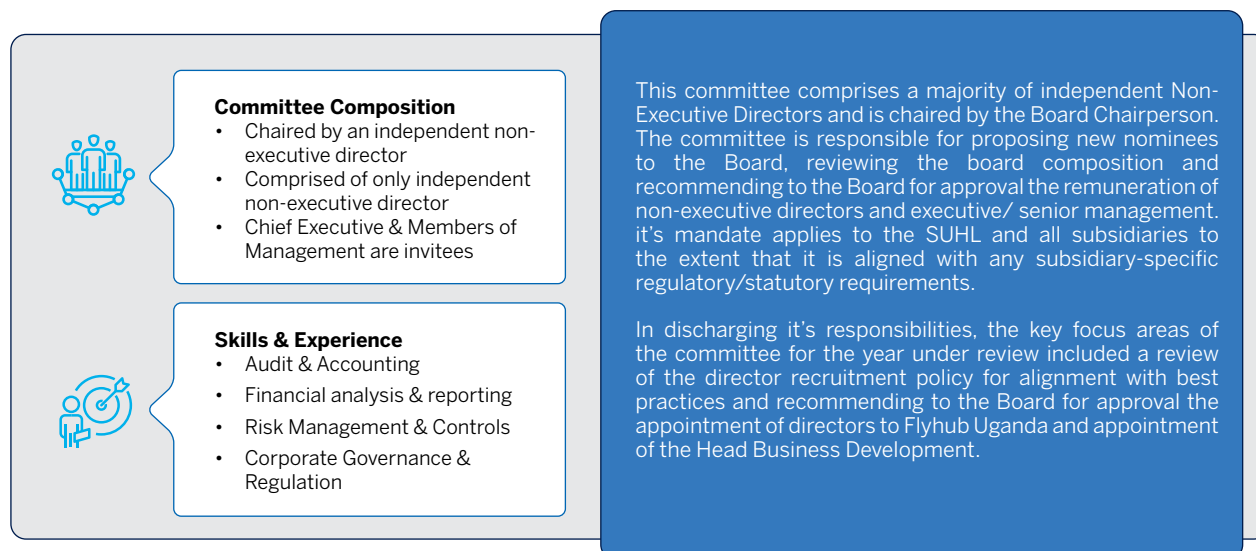 Committee Composition
• Chaired by an independent non-
executive director
• Comprised of only independent
non-executive director
• Chief Executive & Members of
Management are invitees
Skills & Experience
• Audit & Accounting
• Financial analysis & reporting
• Risk Management & Controls
• Corporate Governance &
Regulation
This committee comprises a majority of independent Non-
Executive Directors and is chaired by the Board Chairperson.
The committee is responsible for proposing new nominees
to the Board, reviewing the board composition and
recommending to the Board for approval the remuneration of
non-executive directors and executive/ senior management.
it's mandate applies to the SUHL and all subsidiaries to
the extent that it is aligned with any subsidiary-specific
regulatory/statutory requirements.
In discharging it's responsibilities, the key focus areas of
the committee for the year under review included a review
of the director recruitment policy for alignment with best
practices and recommending to the Board for approval the
appointment of directors to Flyhub Uganda and appointment
of the Head Business Development.